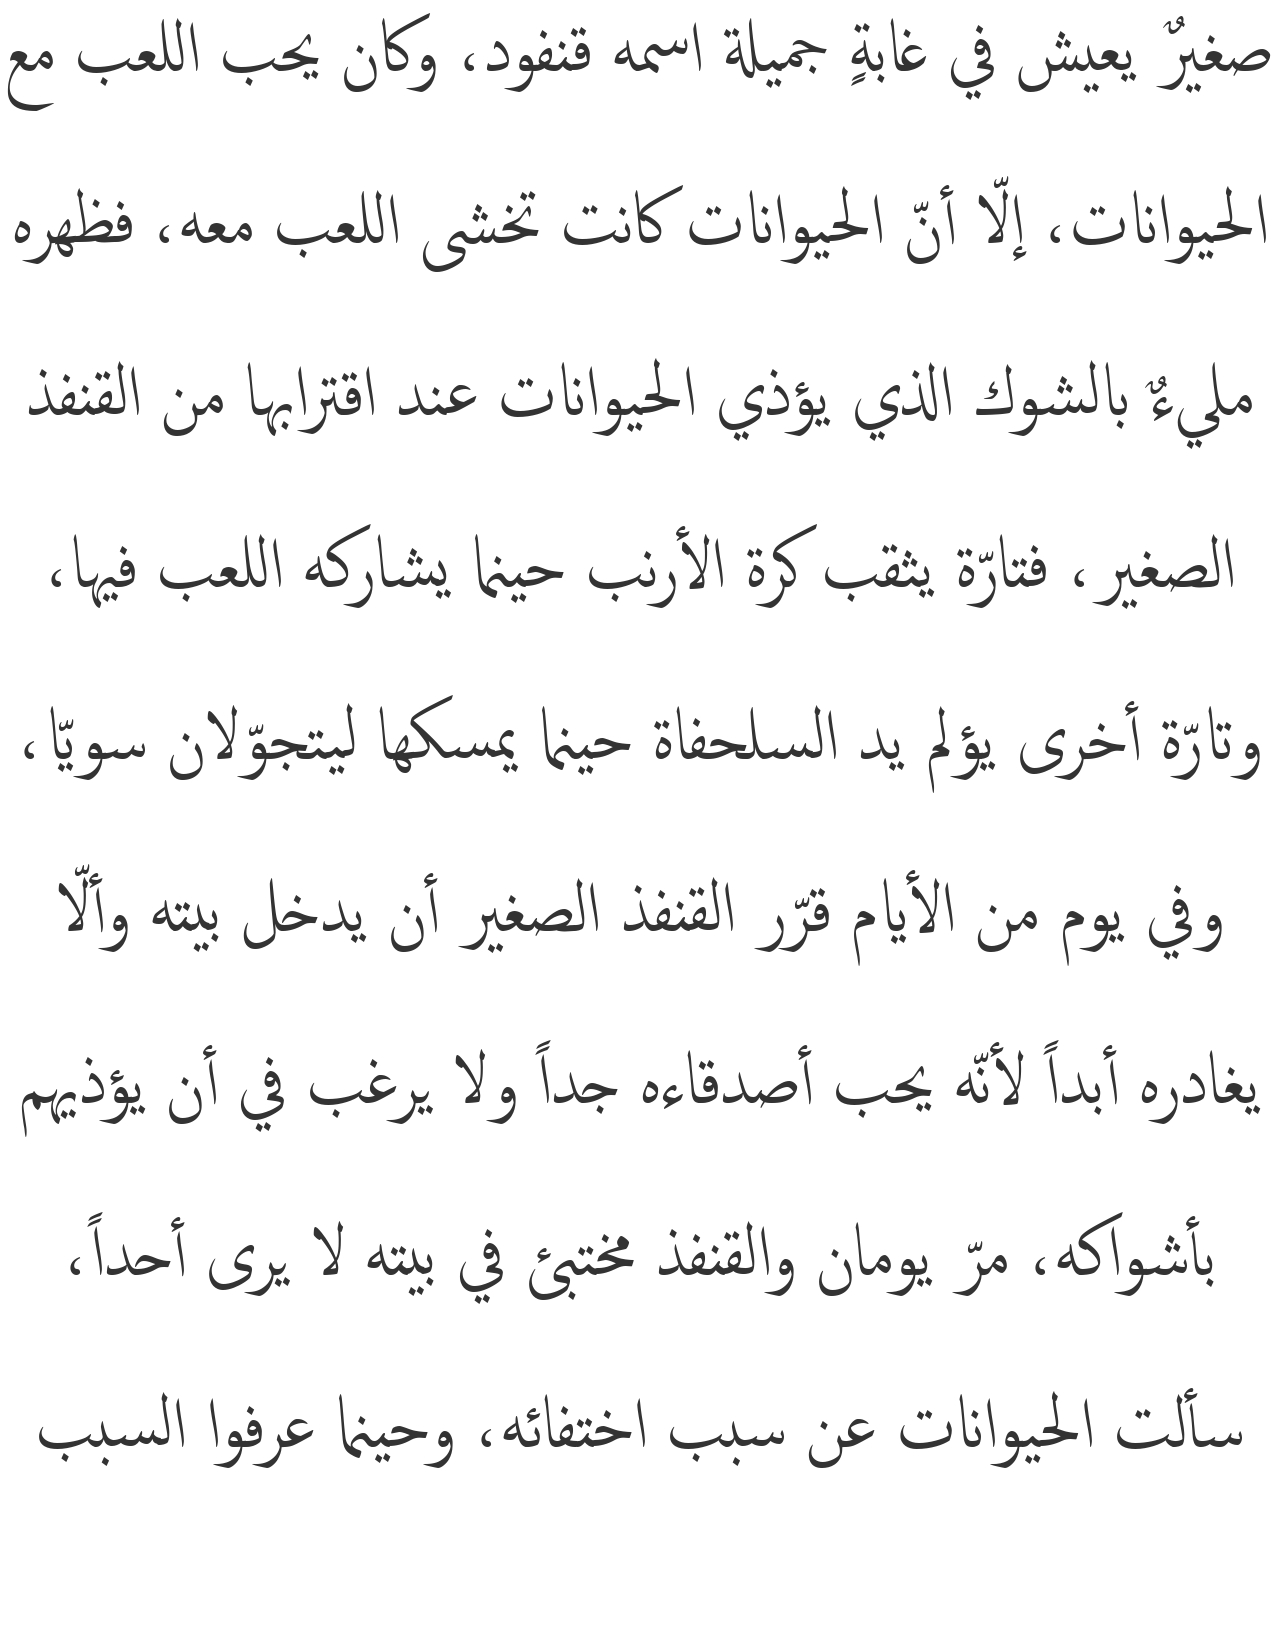 صغيرٌ يعيش في غابةٍ جميلة اسمه قنفود، وكان يحب اللعب مع
الحيوانات، إلّا أنّ الحيوانات كانت تخشى اللعب معه، فظهره
مليءٌ بالشوك الذي يؤذي الحيوانات عند اقترابها من القنفذ
الصغير، فتارّة يثقب كرة الأرنب حينما يشاركه اللعب فيها،
وتارّة أخرى يؤلم يد السلحفاة حينما يمسكها ليتجوّلان سويّا،
وفي يوم من الأيام قرّر القنفذ الصغير أن يدخل بيته وألّا
يغادره أبداً لأنّه يحب أصدقاءه جداً ولا يرغب في أن يؤذيهم
بأشواكه، مرّ يومان والقنفذ مختبئ في بيته لا يرى أحداً،
سألت الحيوانات عن سبب اختفائه، وحينما عرفوا السبب